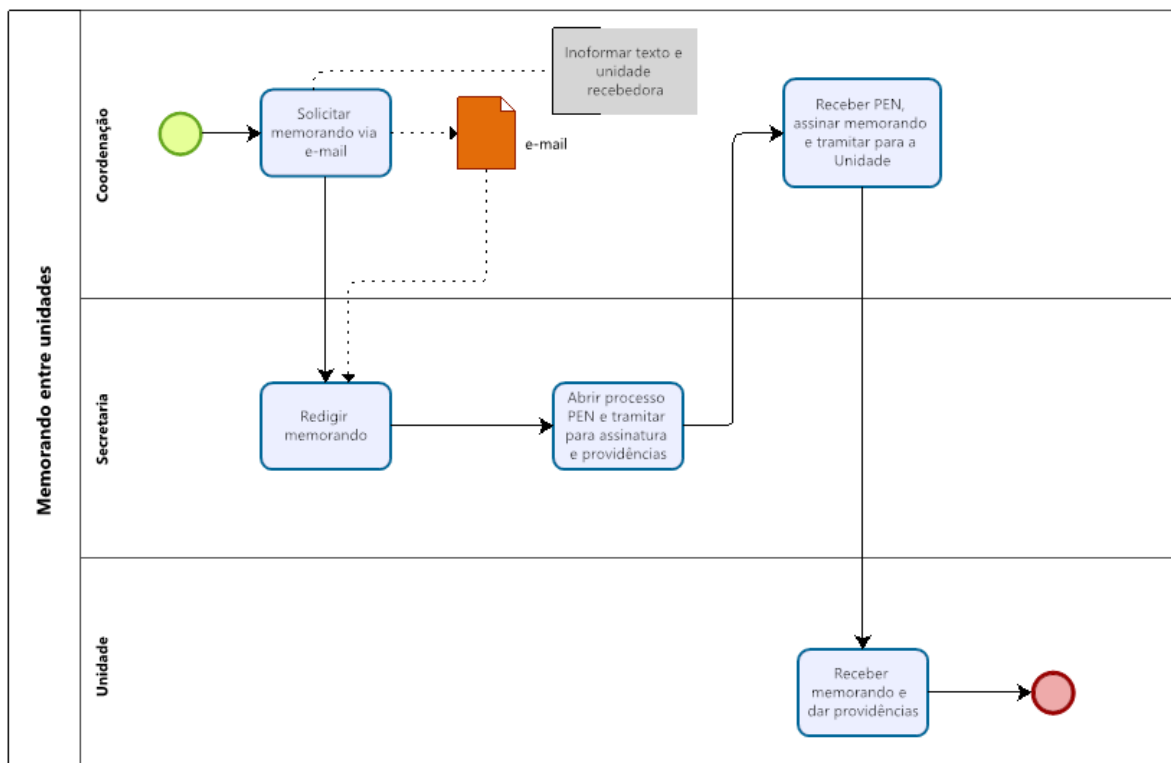 Memorando entre unidades
Coordenação
Solicitar
memorando via
e-mail
e-mail
Inoformar texto e
unidade
recebedora
Receber PEN,
assinar memorando
e tramitar para a
Unidade
Secretaria
Redigir
memorando
Abrir processo
PEN e tramitar
para assinatura
e providências
Unidade
Receber
memorando e
dar providências